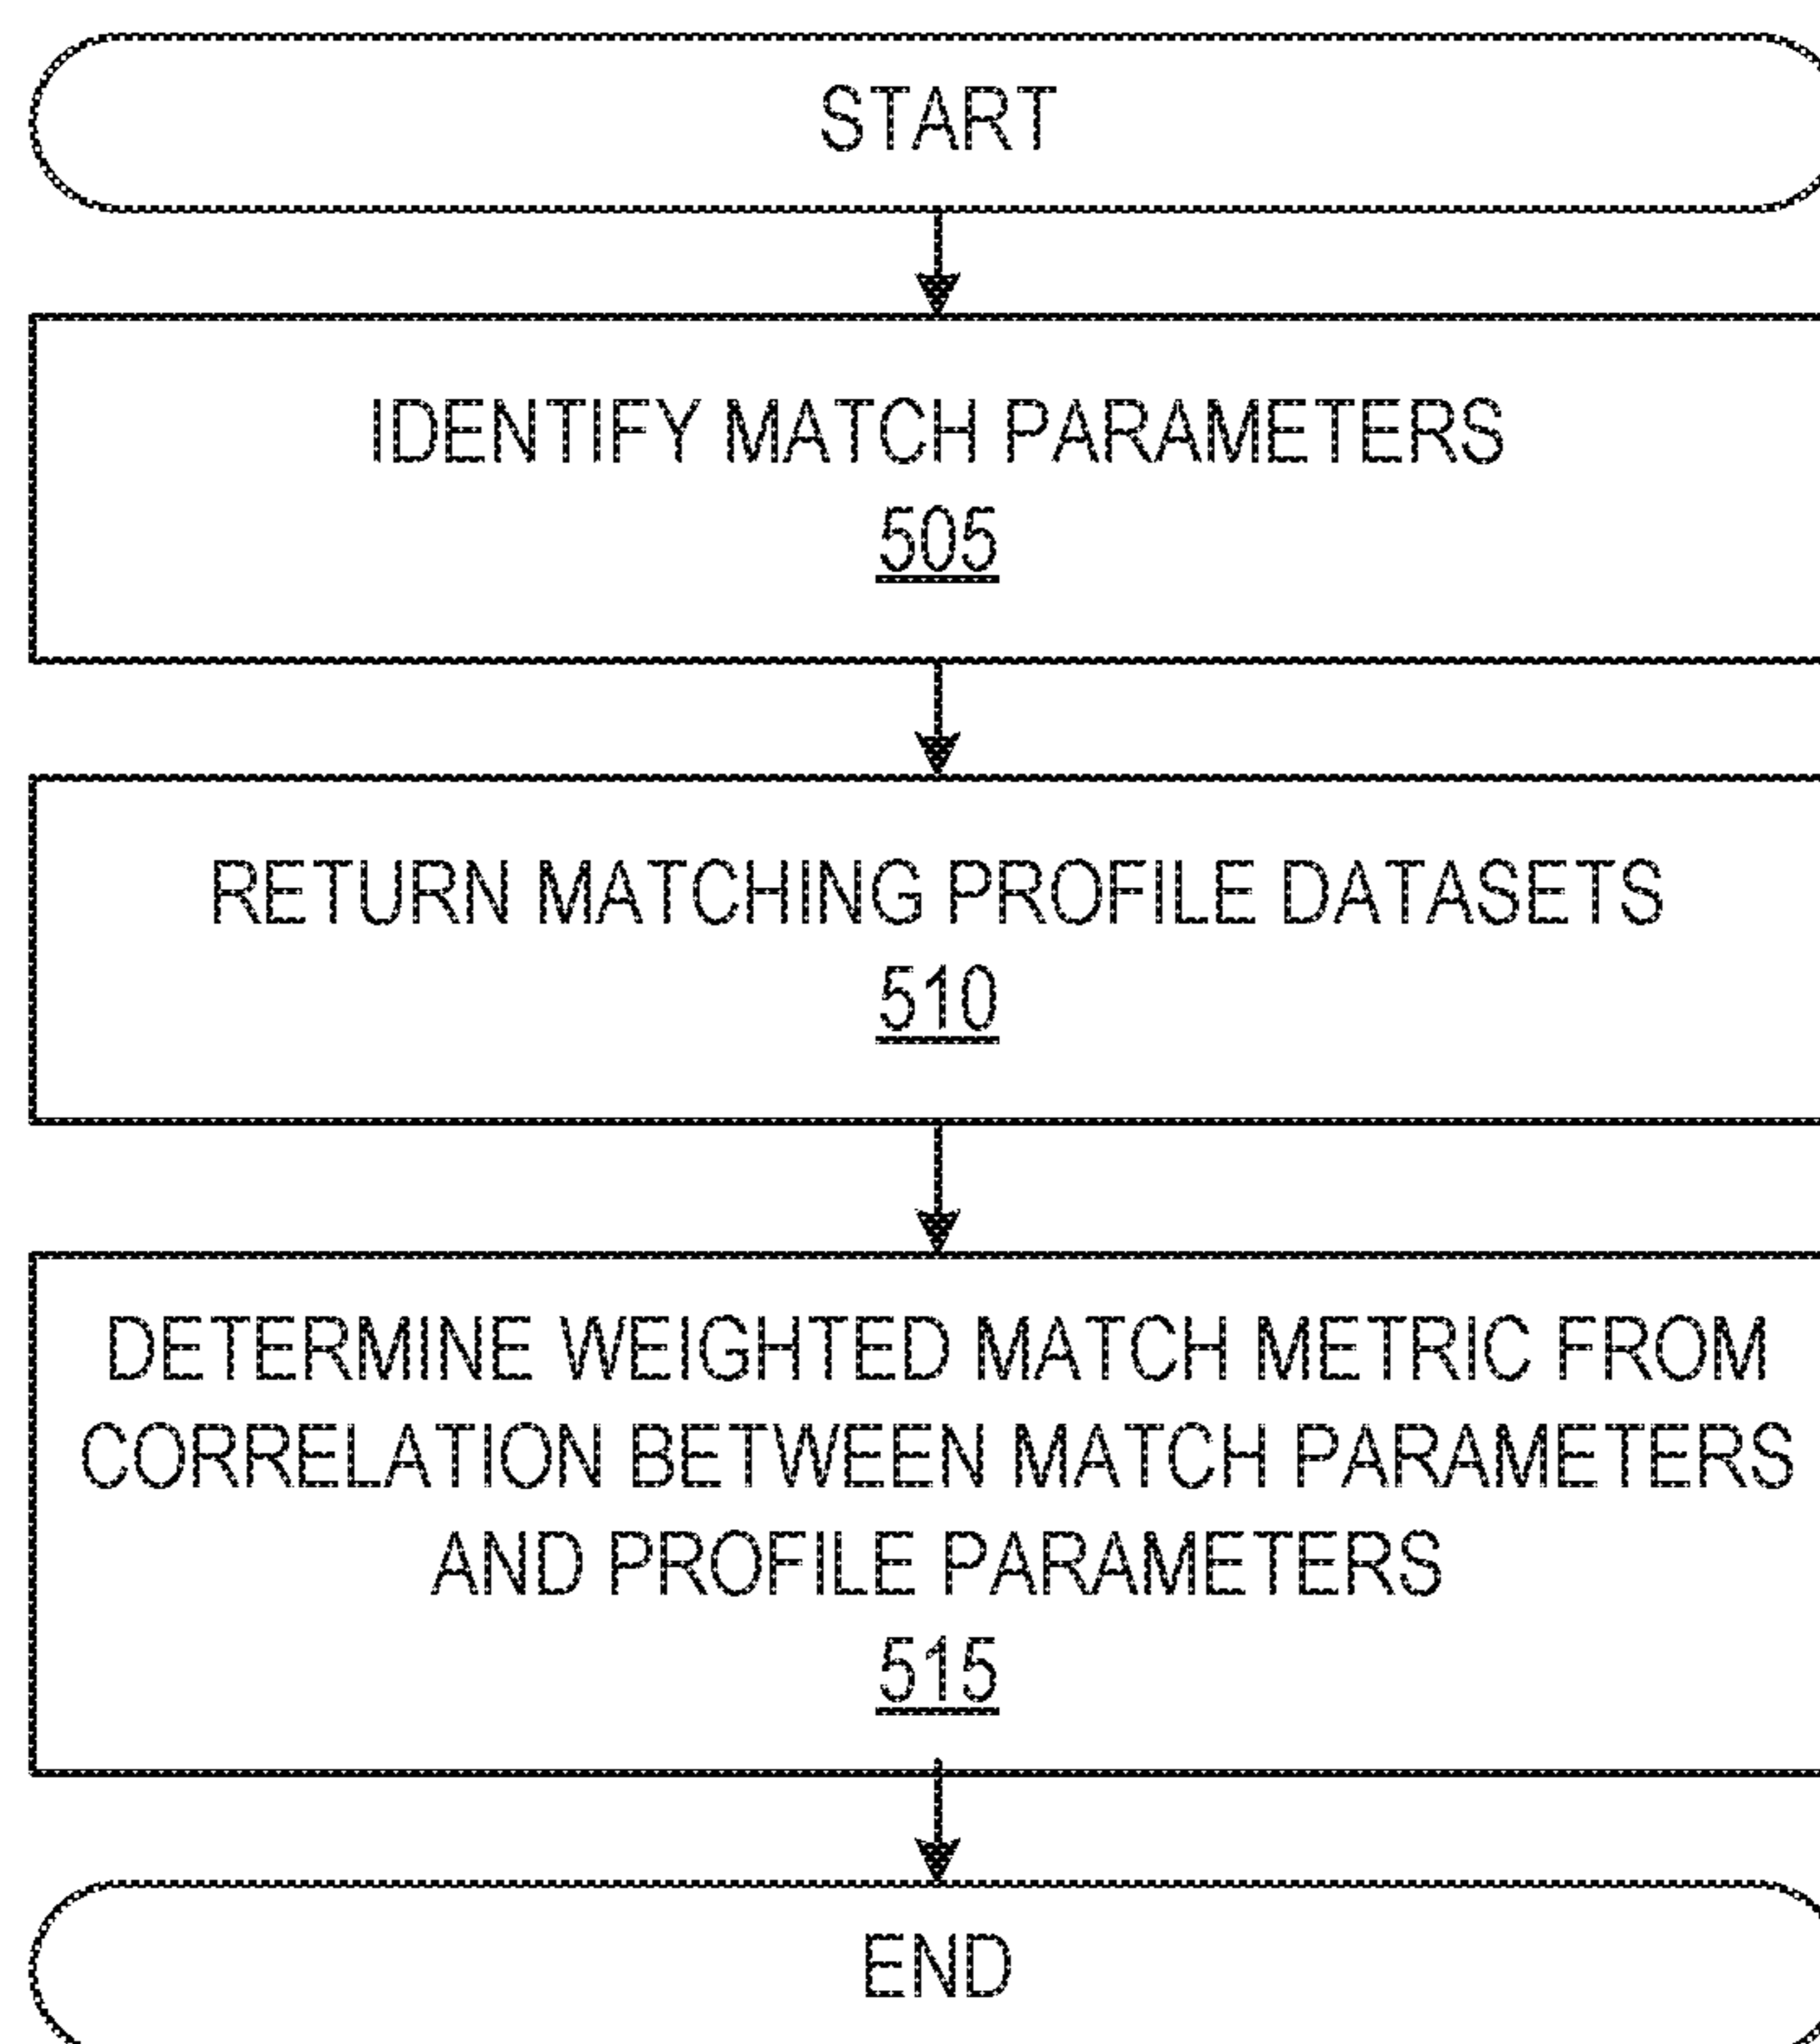 START
IDENTIFY MATCH PARAMETERS
505
RETURN MATCHING PROFILE DATASETS
510
DETERMINE WEIGHTED MATCH METRIC FROM
CORRELATION BETWEEN MATCH PARAMETERS
AND PROFILE PARAMETERS
515
END